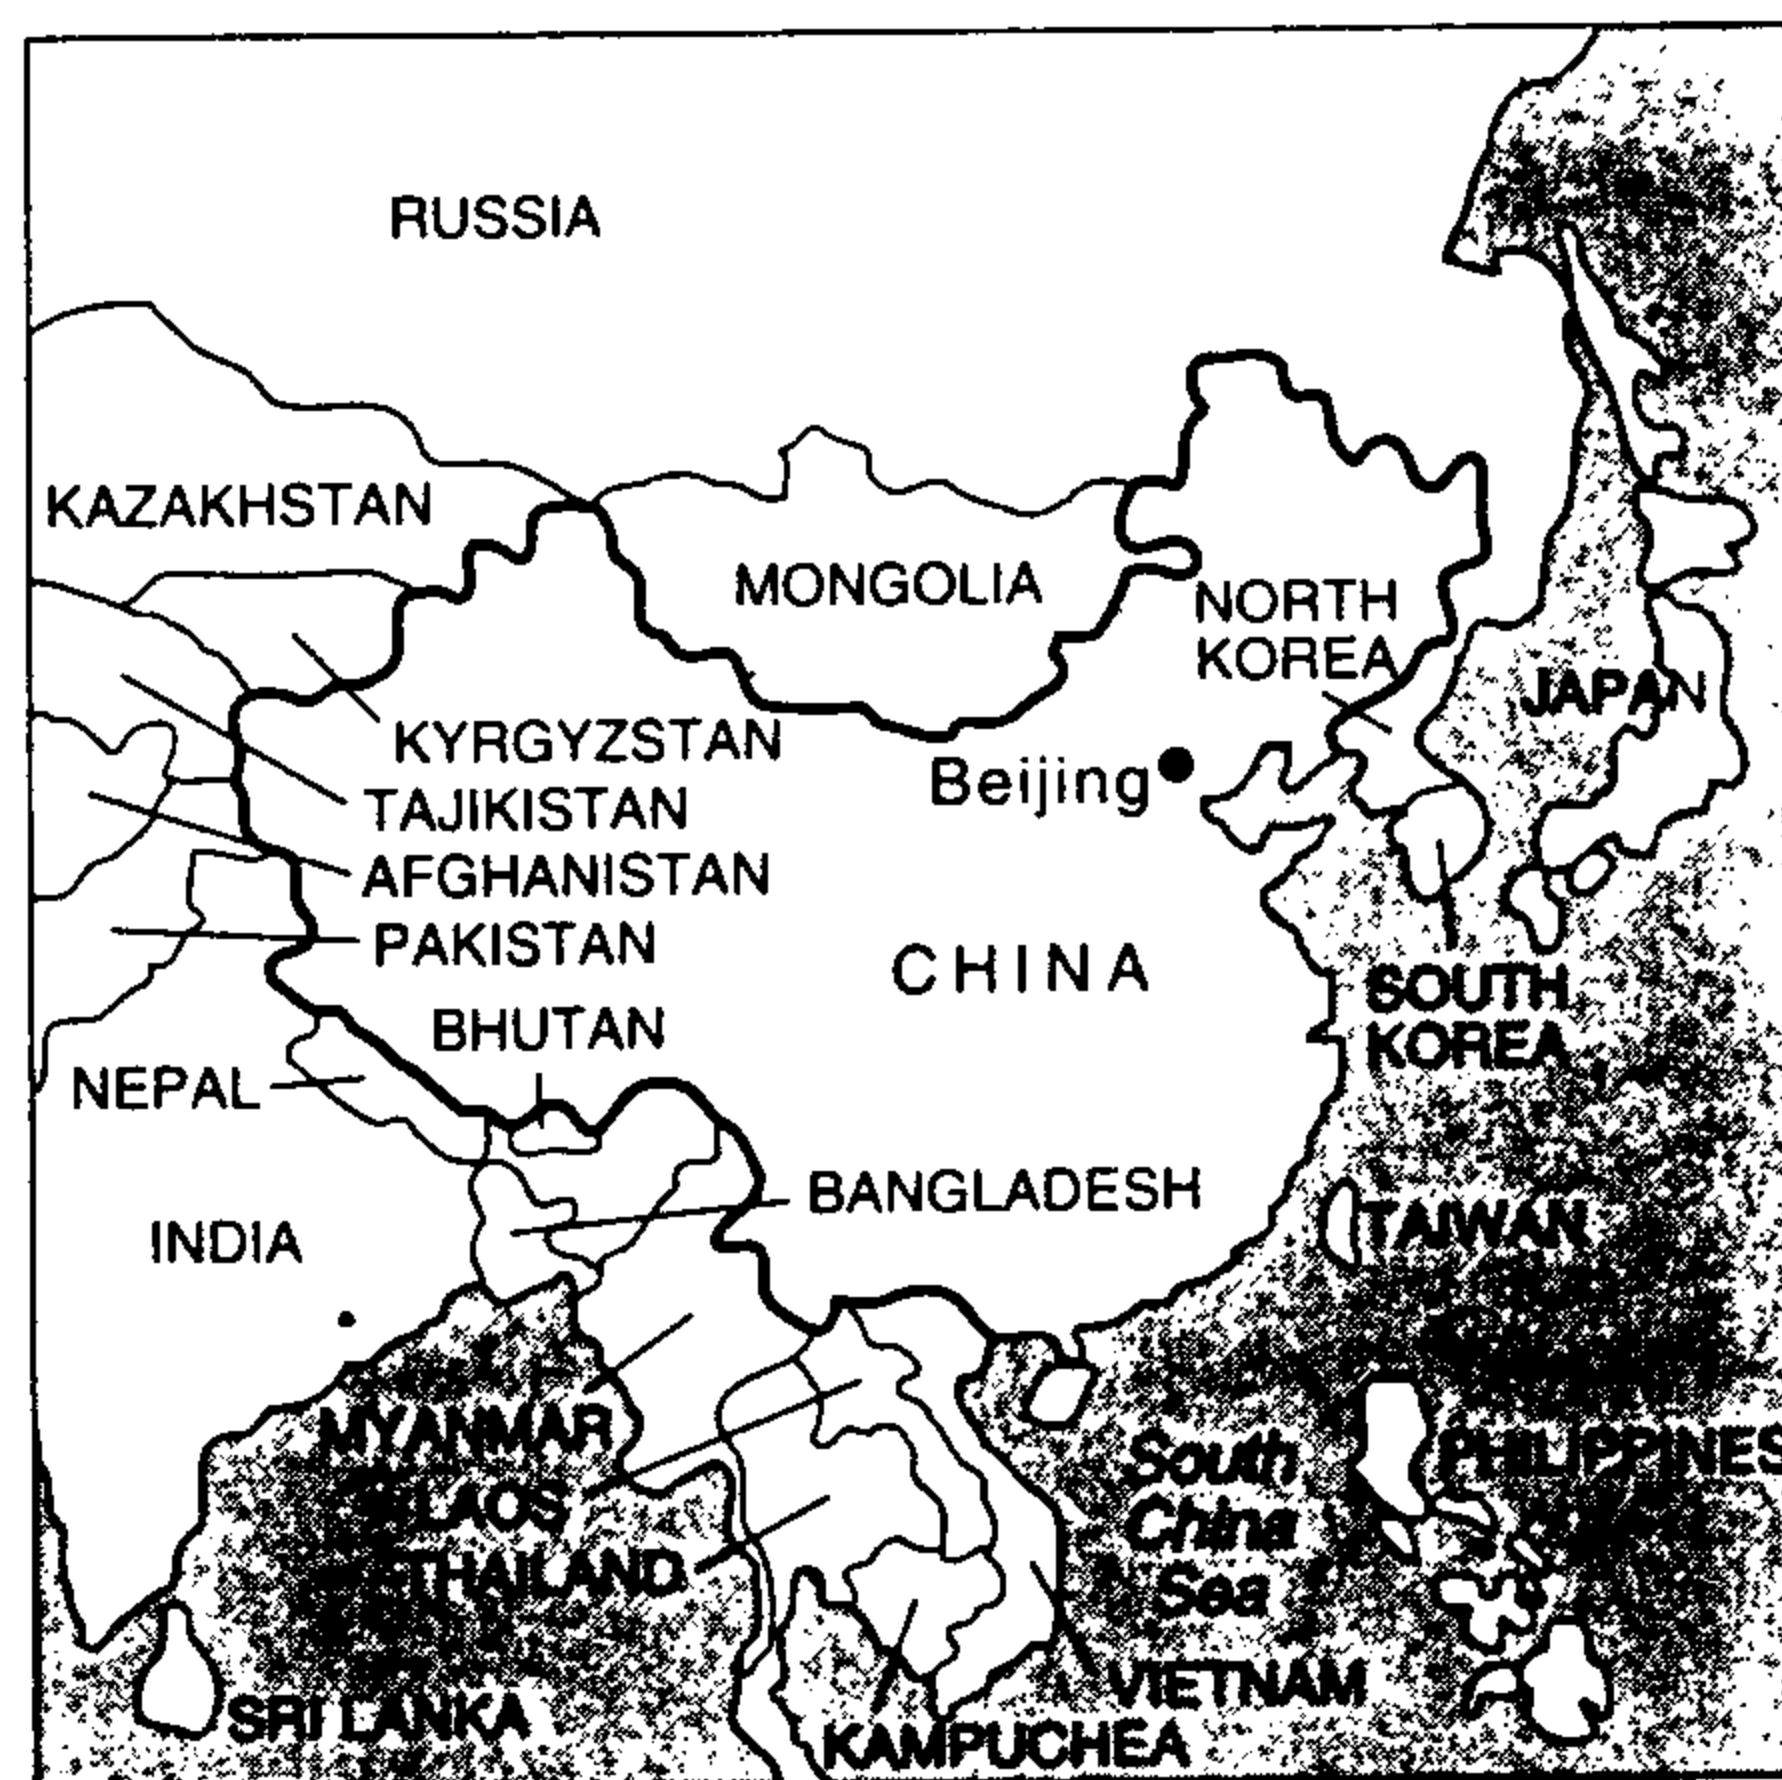 RUSSIA
KAZAKHSTAN
MONGOLIA
NORTH
KOREA
JAPAN
KYRGYZSTAN
Beijing
TAJIKISTAN
AFGHANISTAN
PAKISTAN
CHINA
SOUTH
KOREA
BHUTAN
NEPAL
BANGLADESH
TAIWAN
INDIA
MYANMAR
South
China
Sea
PHILIPPINES
LAOS
THAILAND
VIETNAM
SRI LANKA
KAMPUCHEA